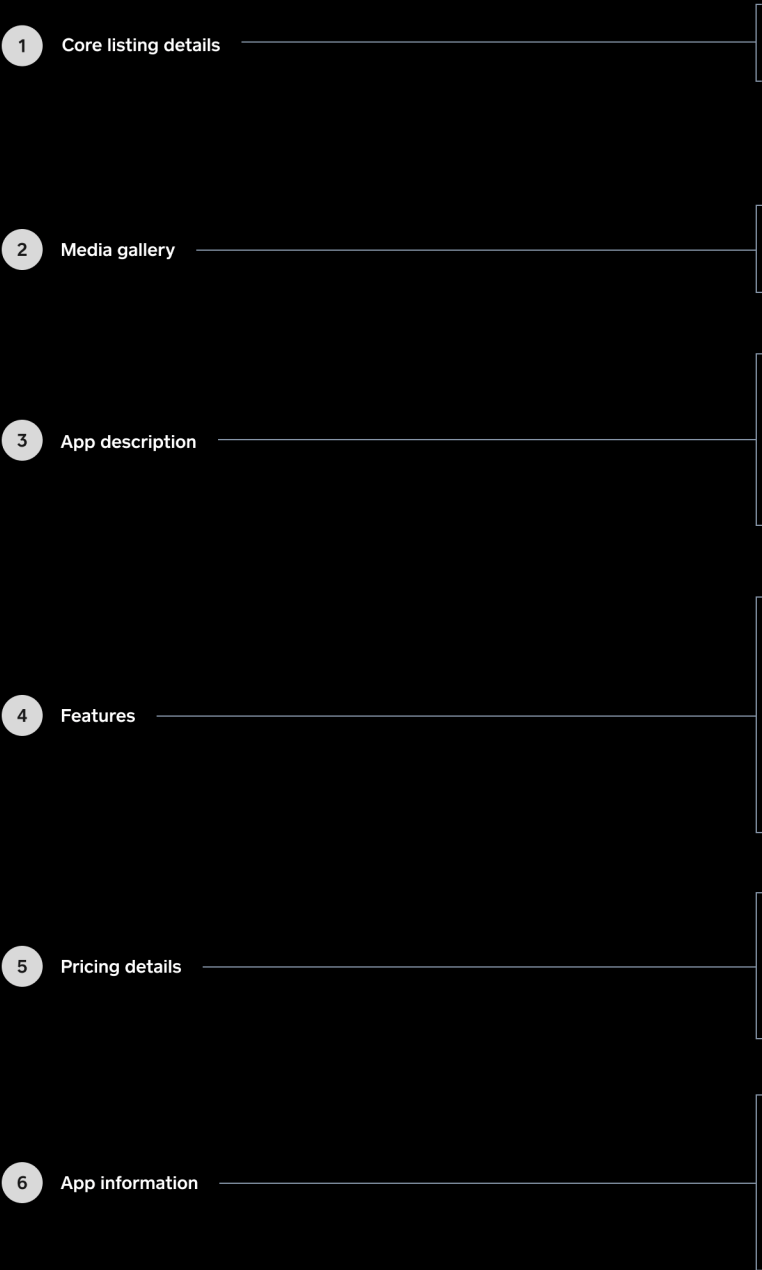 1 Core listing details
2 Media gallery
3 App description
4 Features
5 Pricing details
6 App information